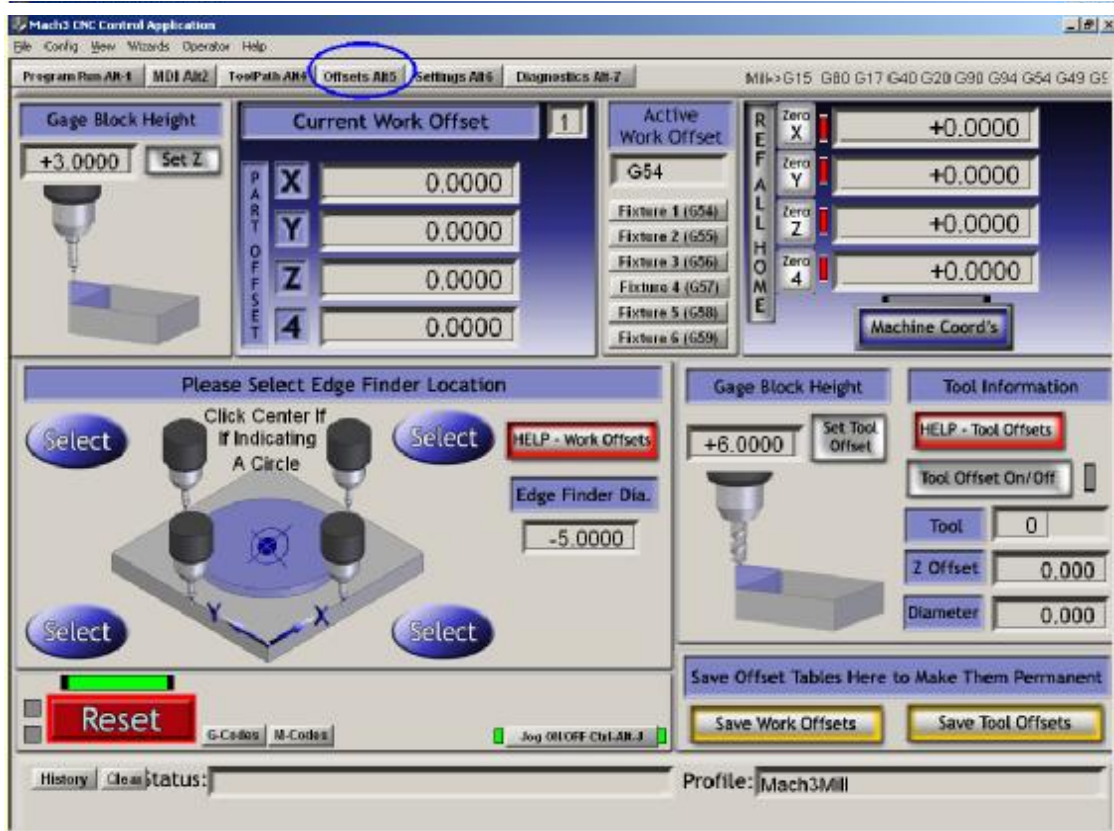 Mach3 CNC Control Application
File Config View Wizards Operator Help
Program Run Alt-1 MDI Alt2 ToolPath Alt4 Offsets Alt5 Settings Alt6 Diagnostics Alt-7
Mill->G15 G80 G17 G40 G20 G90 G94 G54 G49 G9
Gage Block Height
+3.0000 Set Z
Current Work Offset 1
PART OFFSET
X 0.0000
Y 0.0000
Z 0.0000
4 0.0000
Active
Work Offset
G54
Fixture 1 (G54)
Fixture 2 (G55)
Fixture 3 (G56)
Fixture 4 (G57)
Fixture 5 (G58)
Fixture 6 (G59)
REF ALL HOME
Zero X +0.0000
Zero Y +0.0000
Zero Z +0.0000
Zero 4 +0.0000
Machine Coord's
Please Select Edge Finder Location
Select
Click Center If
If Indicating
A Circle
Select
HELP - Work Offsets
Edge Finder Dia.
-5.0000
Y
X
Select
Select
Gage Block Height
+6.0000
Set Tool
Offset
Tool Information
HELP - Tool Offsets
Tool Offset On/Off
Tool 0
Z Offset 0.000
Diameter 0.000
Save Offset Tables Here to Make Them Permanent
Save Work Offsets
Save Tool Offsets
Reset
G-Codes M-Codes
Jog ON/OFF Ctrl-Alt-J
History Clear Status:
Profile: Mach3Mill